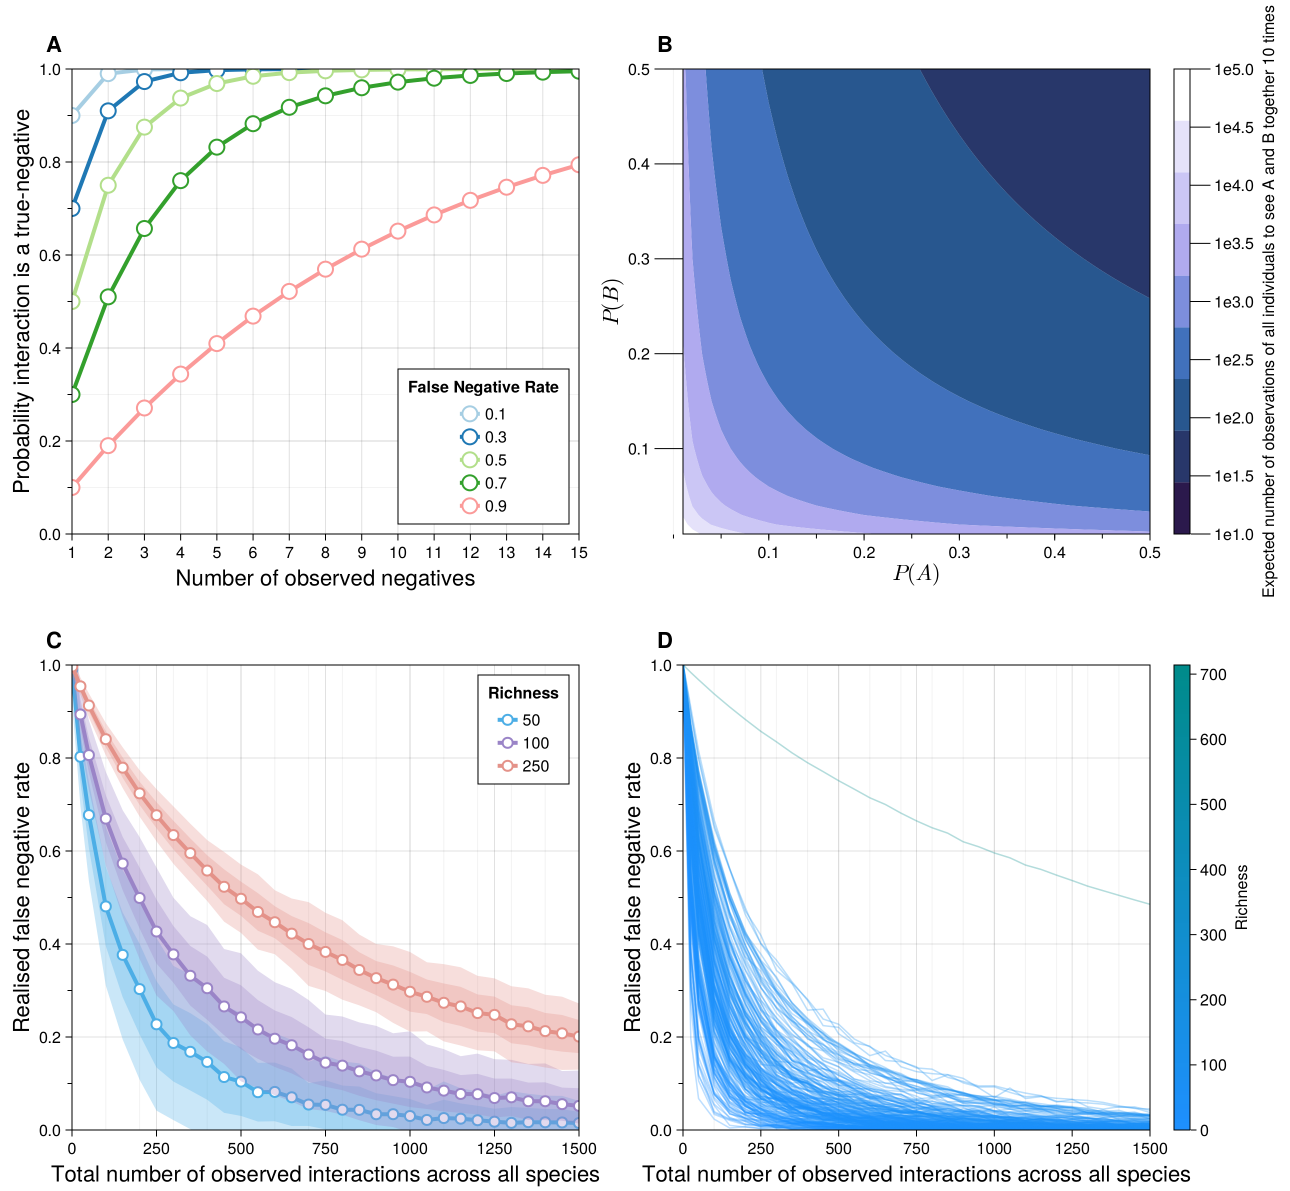 A
Probability interaction is a true-negative
1.0
0.8
0.6
0.4
0.2
0.0
False Negative Rate
0.1
0.3
0.5
0.7
0.9
1 2 3 4 5 6 7 8 9 10 11 12 13 14 15
Number of observed negatives
B
P(B)
0.5
0.4
0.3
0.2
0.1
0.1 0.2 0.3 0.4 0.5
P(A)
1e5.0
1e4.5
1e4.0
1e3.5
1e3.0
1e2.5
1e2.0
1e1.5
1e1.0
Expected number of observations of all individuals to see A and B together 10 times
C
Realised false negative rate
1.0
0.8
0.6
0.4
0.2
0.0
Richness
50
100
250
0 250 500 750 1000 1250 1500
Total number of observed interactions across all species
D
Realised false negative rate
1.0
0.8
0.6
0.4
0.2
0.0
0 250 500 750 1000 1250 1500
Total number of observed interactions across all species
700
600
500
400
300
200
100
0
Richness